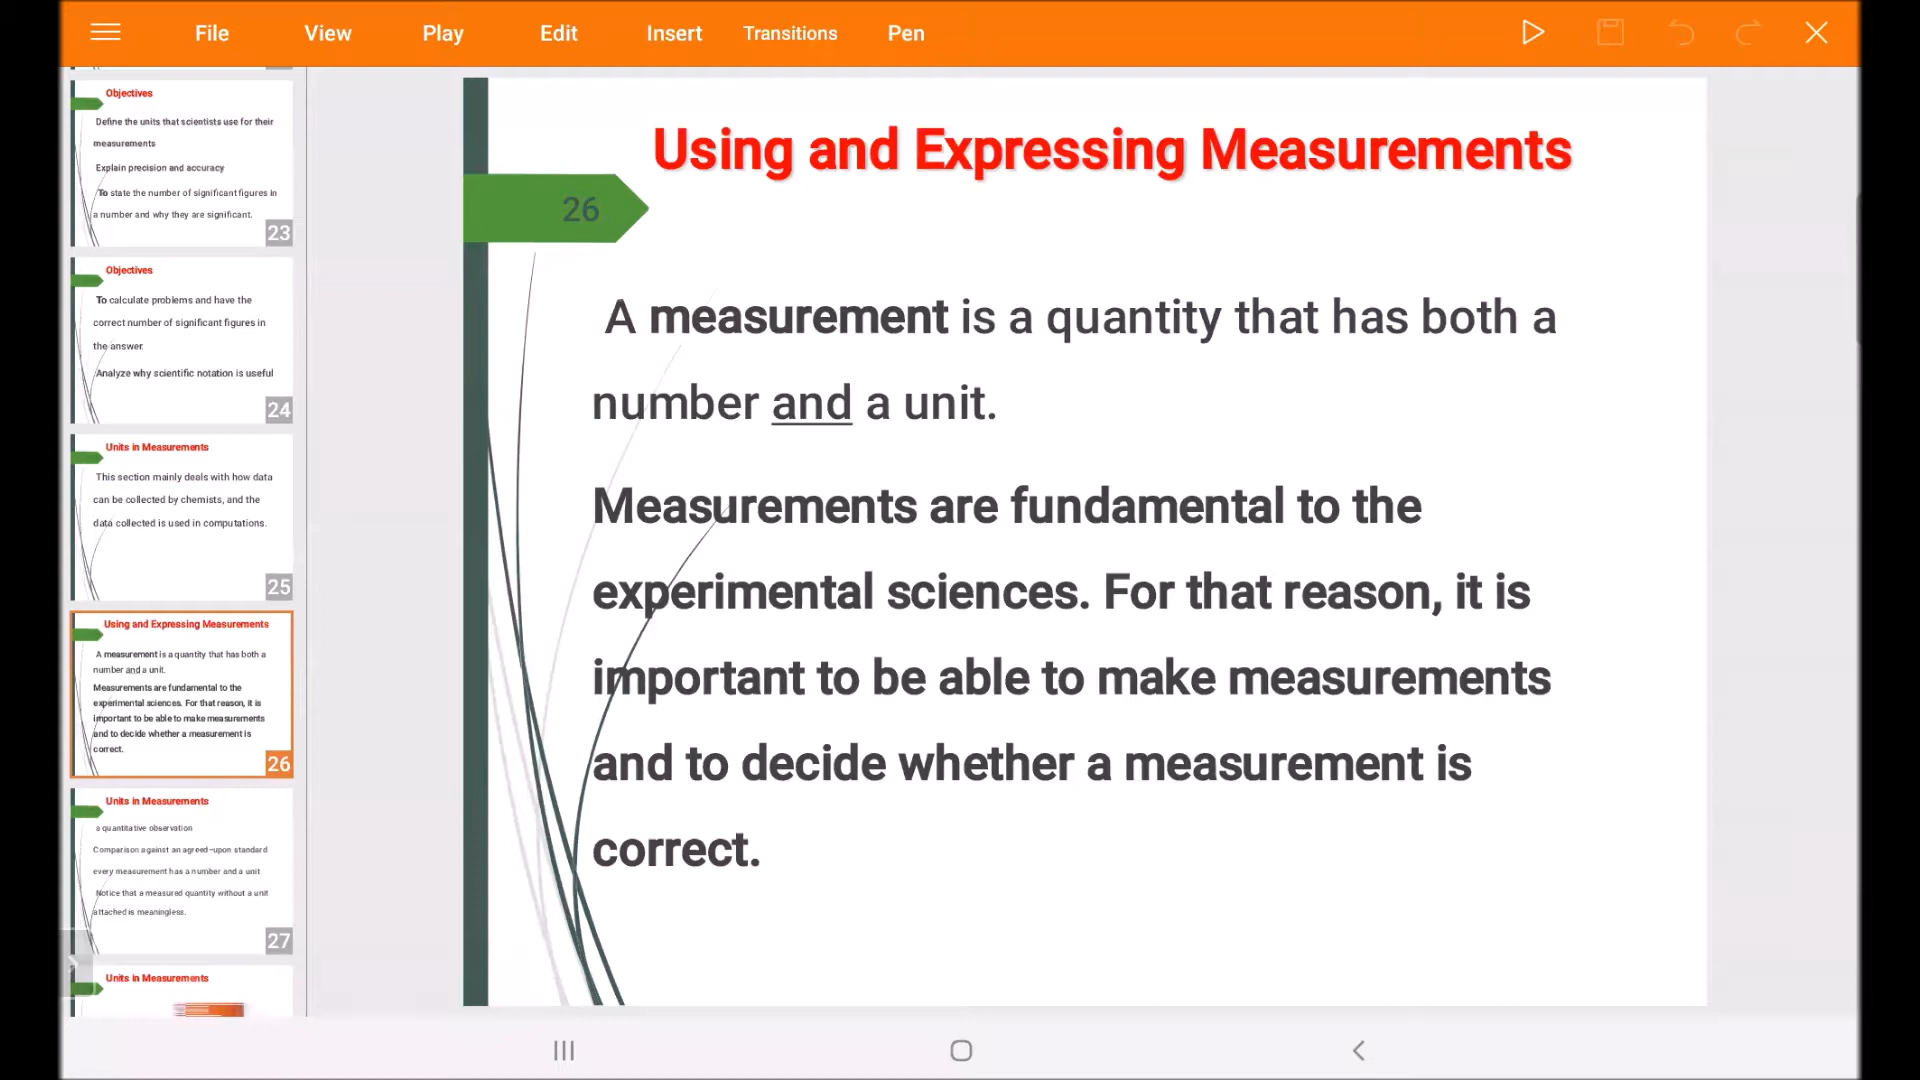 File View Play Edit Insert Transitions Pen
Objectives
Define the units that scientists use for their
measurements
Explain precision and accuracy
To state the number of significant figures in
a number and why they are significant.
23
Objectives
To calculate problems and have the
correct number of significant figures in
the answer.
Analyze why scientific notation is useful
24
Units in Measurements
This section mainly deals with how data
can be collected by chemists, and the
data collected is used in computations.
25
Using and Expressing Measurements
A measurement is a quantity that has both a
number and a unit.
Measurements are fundamental to the
experimental sciences. For that reason, it is
important to be able to make measurements
and to decide whether a measurement is
correct.
26
Units in Measurements
a quantitative observation
Comparison against an agreed-upon standard
every measurement has a number and a unit
Notice that a measured quantity without a unit
attached is meaningless.
27
Units in Measurements
Using and Expressing Measurements
26
A measurement is a quantity that has both a
number and a unit.
Measurements are fundamental to the
experimental sciences. For that reason, it is
important to be able to make measurements
and to decide whether a measurement is
correct.